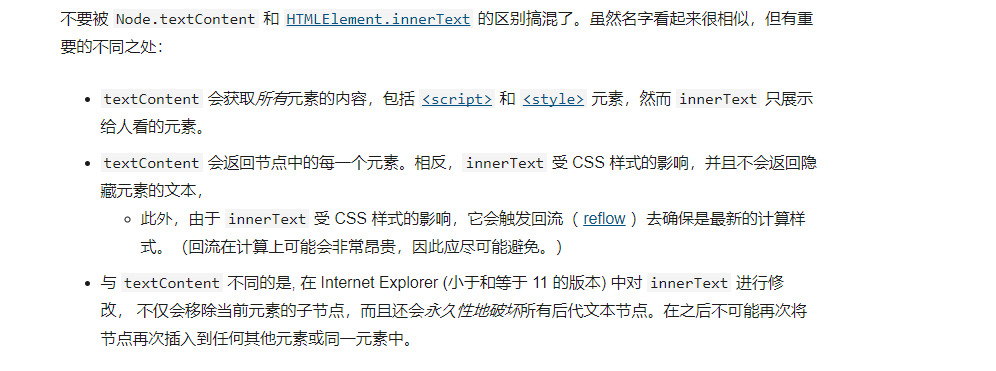 不要被 Node.textContent 和 HTMLElement.innerText 的区别搞混了。虽然名字看起来很相似，但有重
要的不同之处：
textContent 会获取所有元素的内容，包括 <script> 和 <style> 元素，然而 innerText 只展示
给人看的元素。
textContent 会返回节点中的每一个元素。相反，innerText 受 CSS 样式的影响，并且不会返回隐
藏元素的文本，
此外，由于 innerText 受 CSS 样式的影响，它会触发回流（ reflow ）去确保是最新的计算样
式。（回流在计算上可能会非常昂贵，因此应尽可能避免。）
与 textContent 不同的是, 在 Internet Explorer (小于和等于 11 的版本) 中对 innerText 进行修
改， 不仅会移除当前元素的子节点，而且还会永久性地破坏所有后代文本节点。在之后不可能再次将
节点再次插入到任何其他元素或同一元素中。